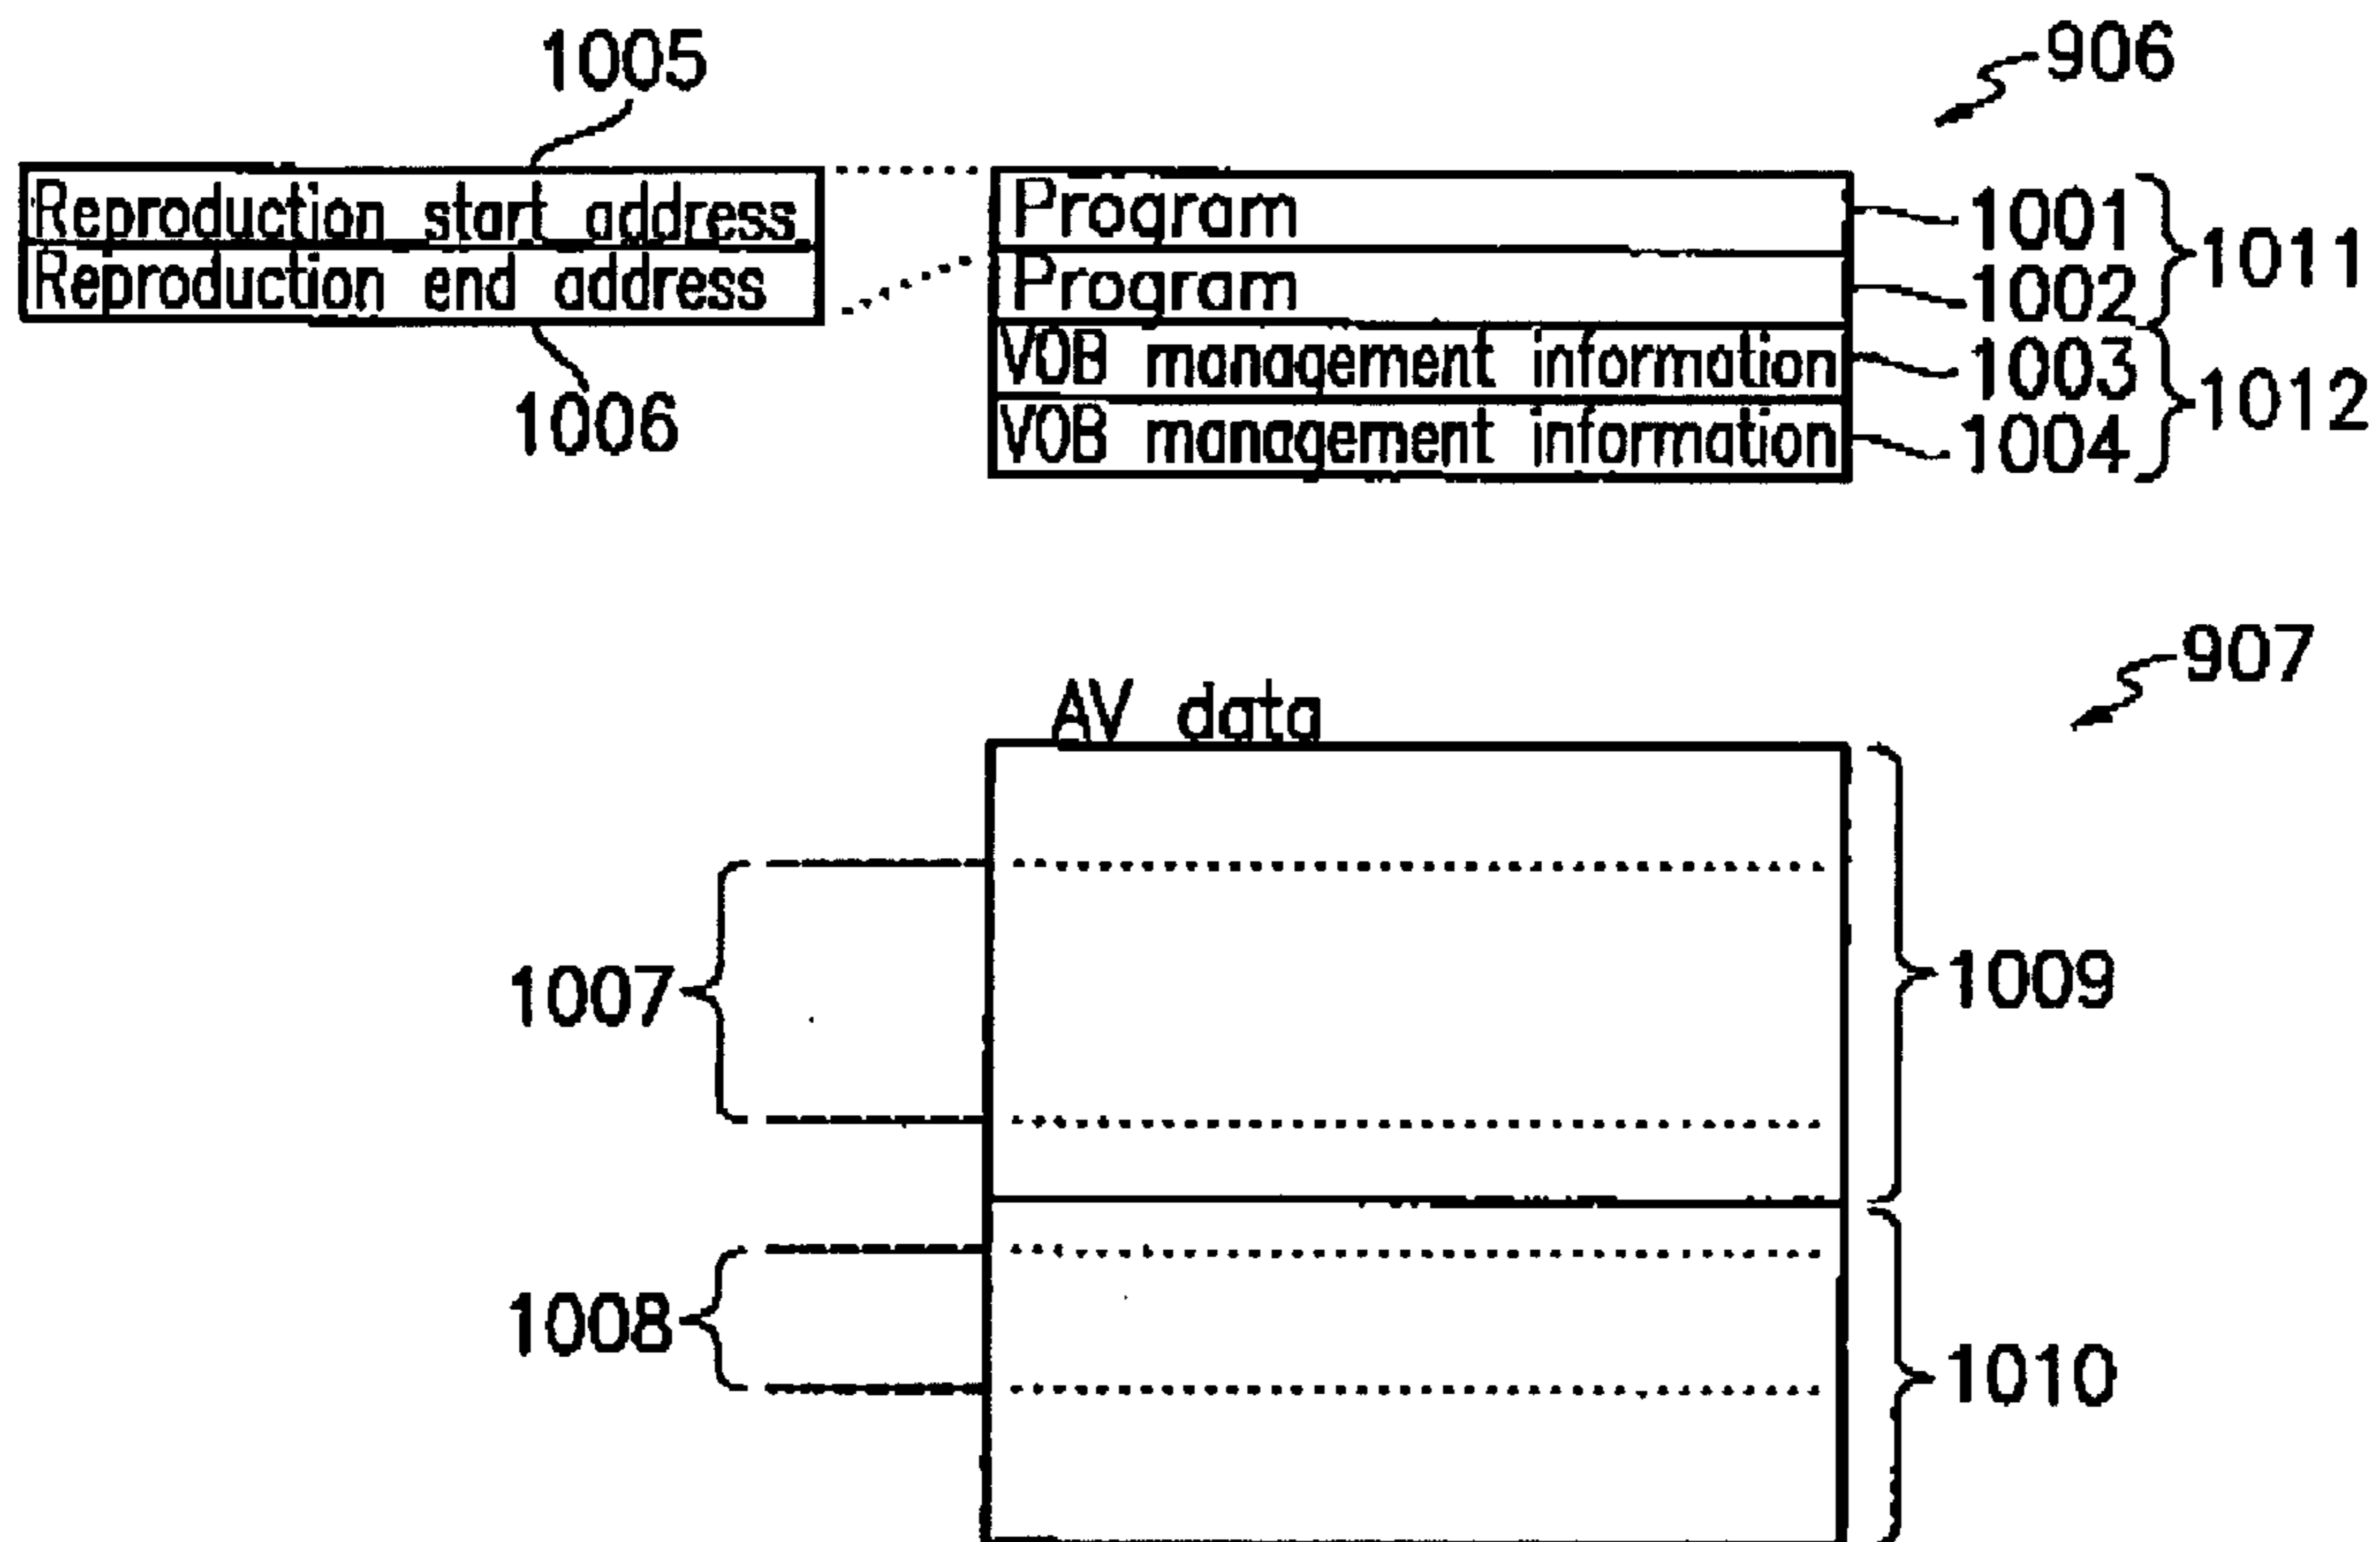 1005
906
Reproduction start address
Reproduction end address
1006
Program 1001
Program 1002
1011
VOB management information 1003
VOB management information 1004
1012
907
AV data
1007
1009
1008
1010